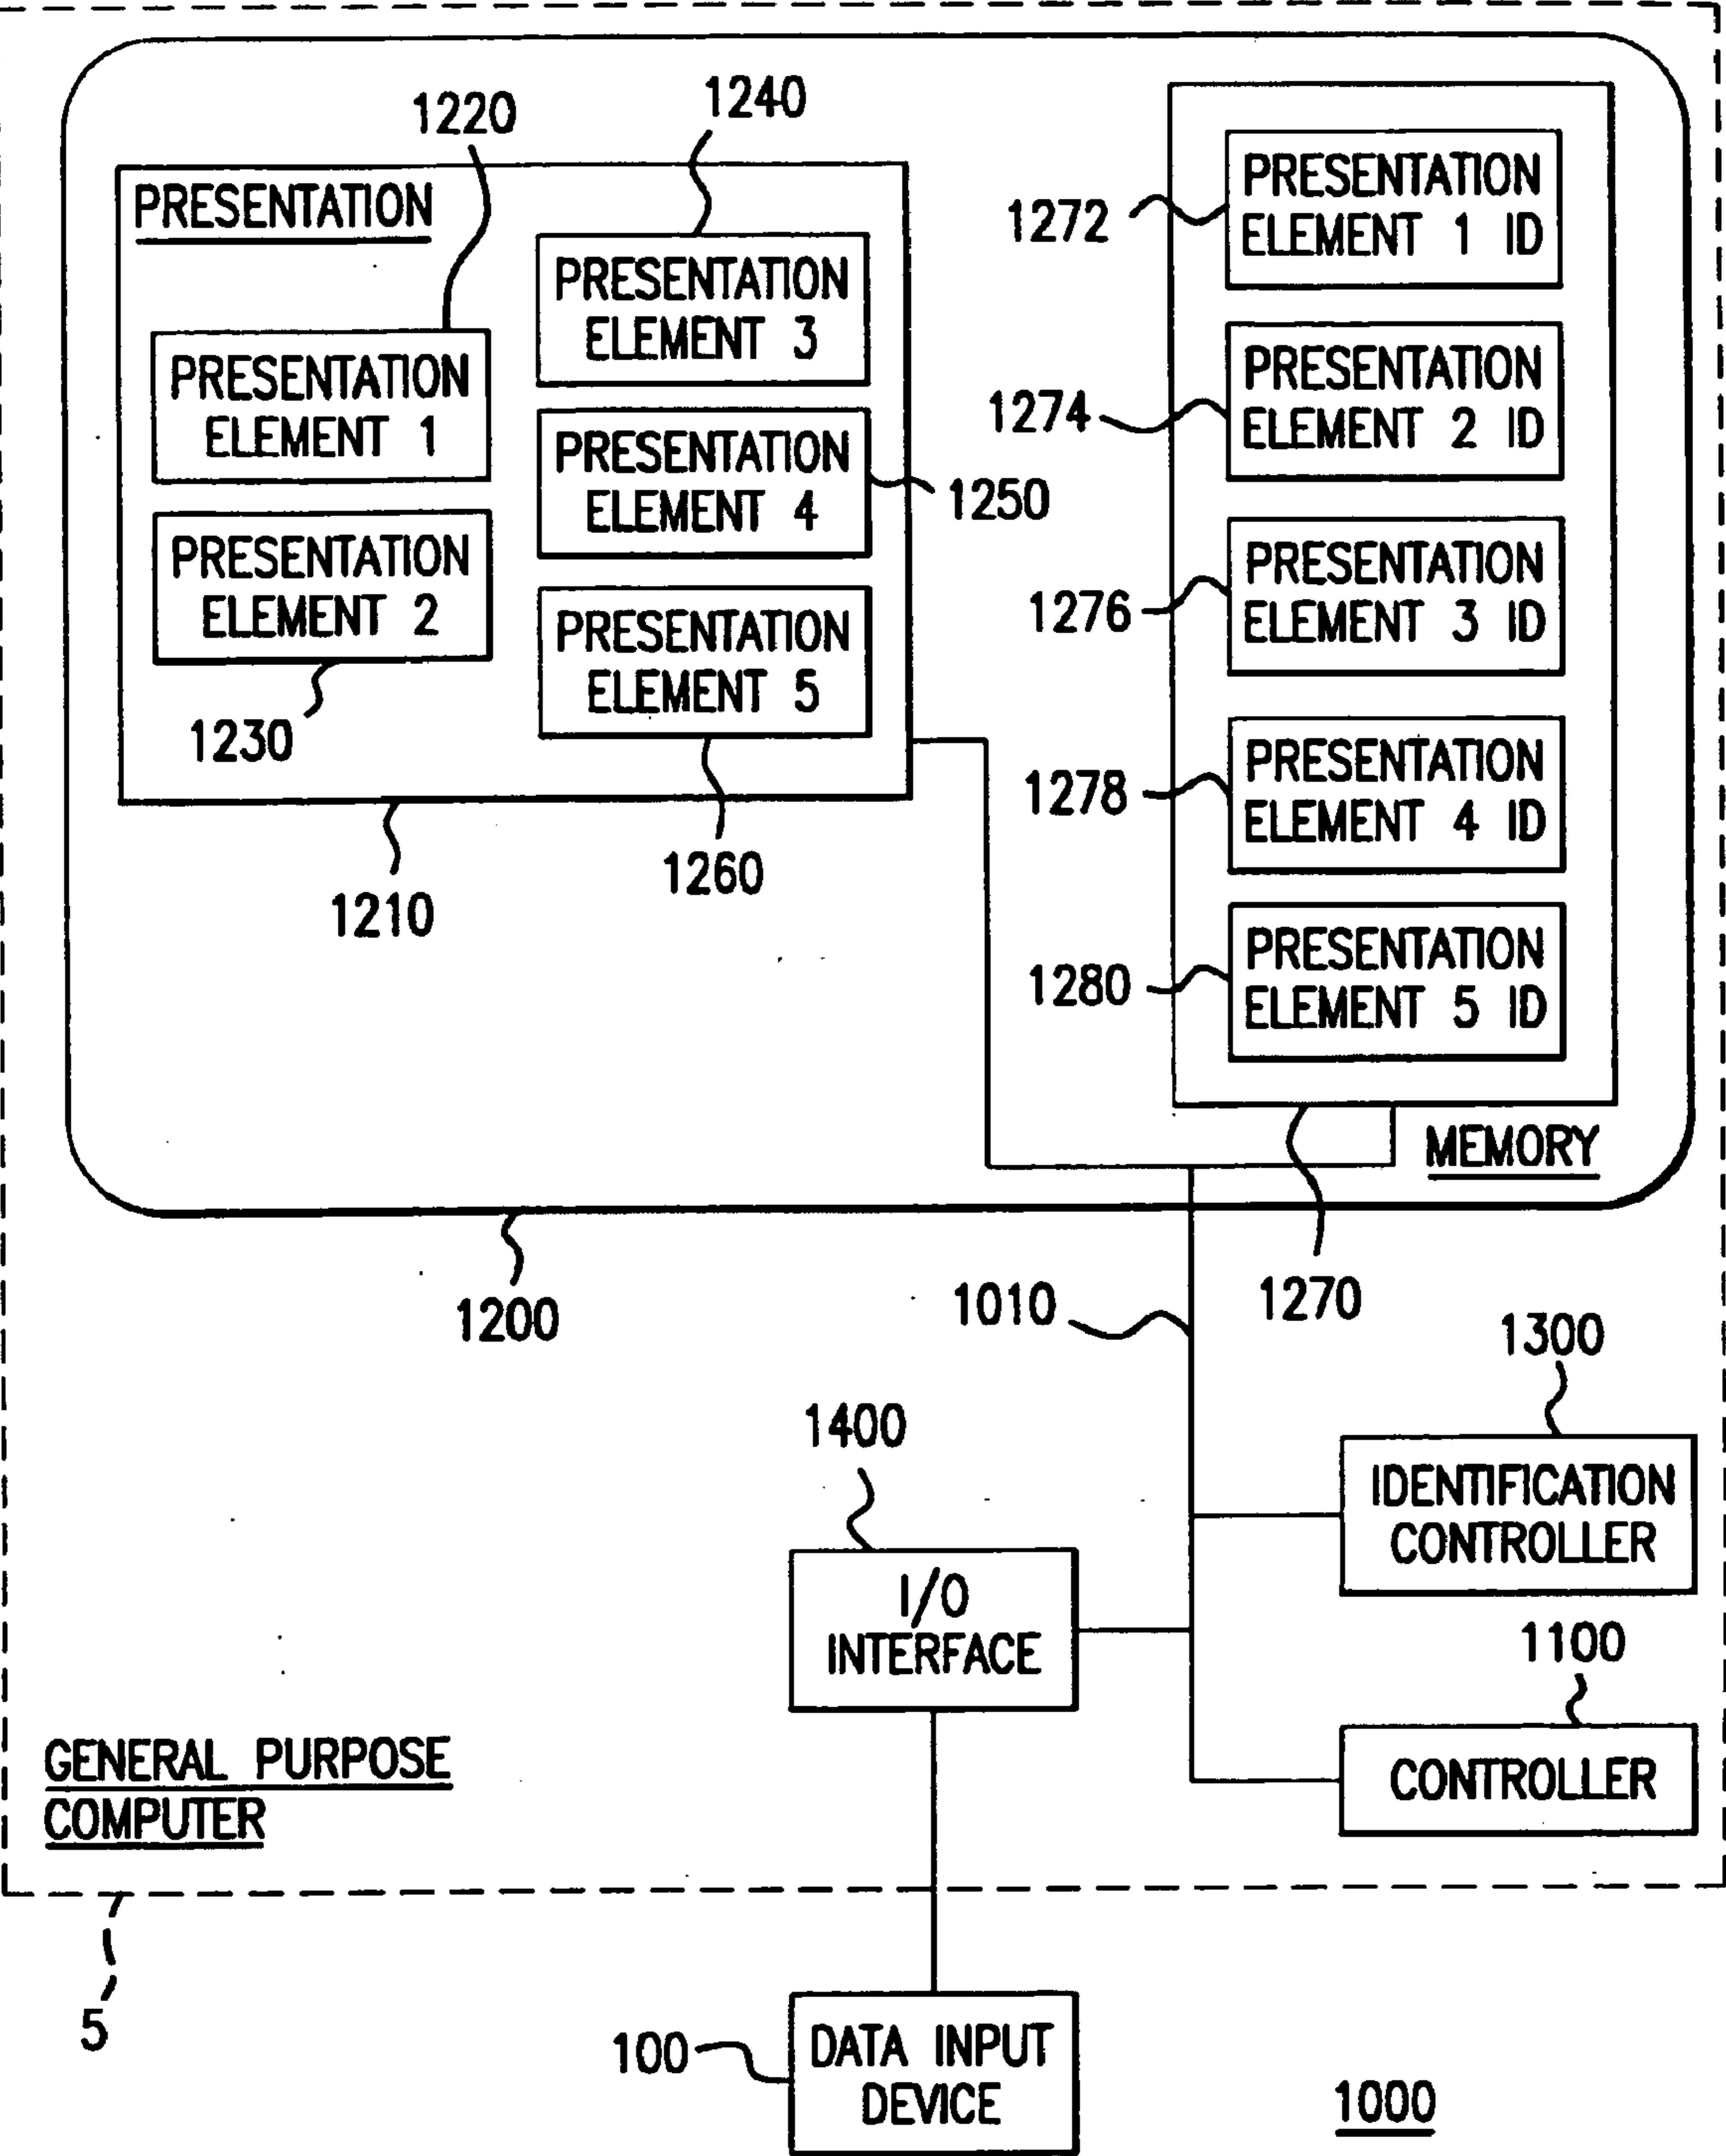 1220
1240
PRESENTATION
PRESENTATION
ELEMENT 1
PRESENTATION
ELEMENT 2
1230
PRESENTATION
ELEMENT 3
PRESENTATION
ELEMENT 4
1250
PRESENTATION
ELEMENT 5
1260
1210
1272
PRESENTATION
ELEMENT 1 ID
1274
PRESENTATION
ELEMENT 2 ID
1276
PRESENTATION
ELEMENT 3 ID
1278
PRESENTATION
ELEMENT 4 ID
1280
PRESENTATION
ELEMENT 5 ID
MEMORY
1200
1010
1270
1300
IDENTIFICATION
CONTROLLER
1400
I/O
INTERFACE
1100
CONTROLLER
GENERAL PURPOSE
COMPUTER
5
100
DATA INPUT
DEVICE
1000